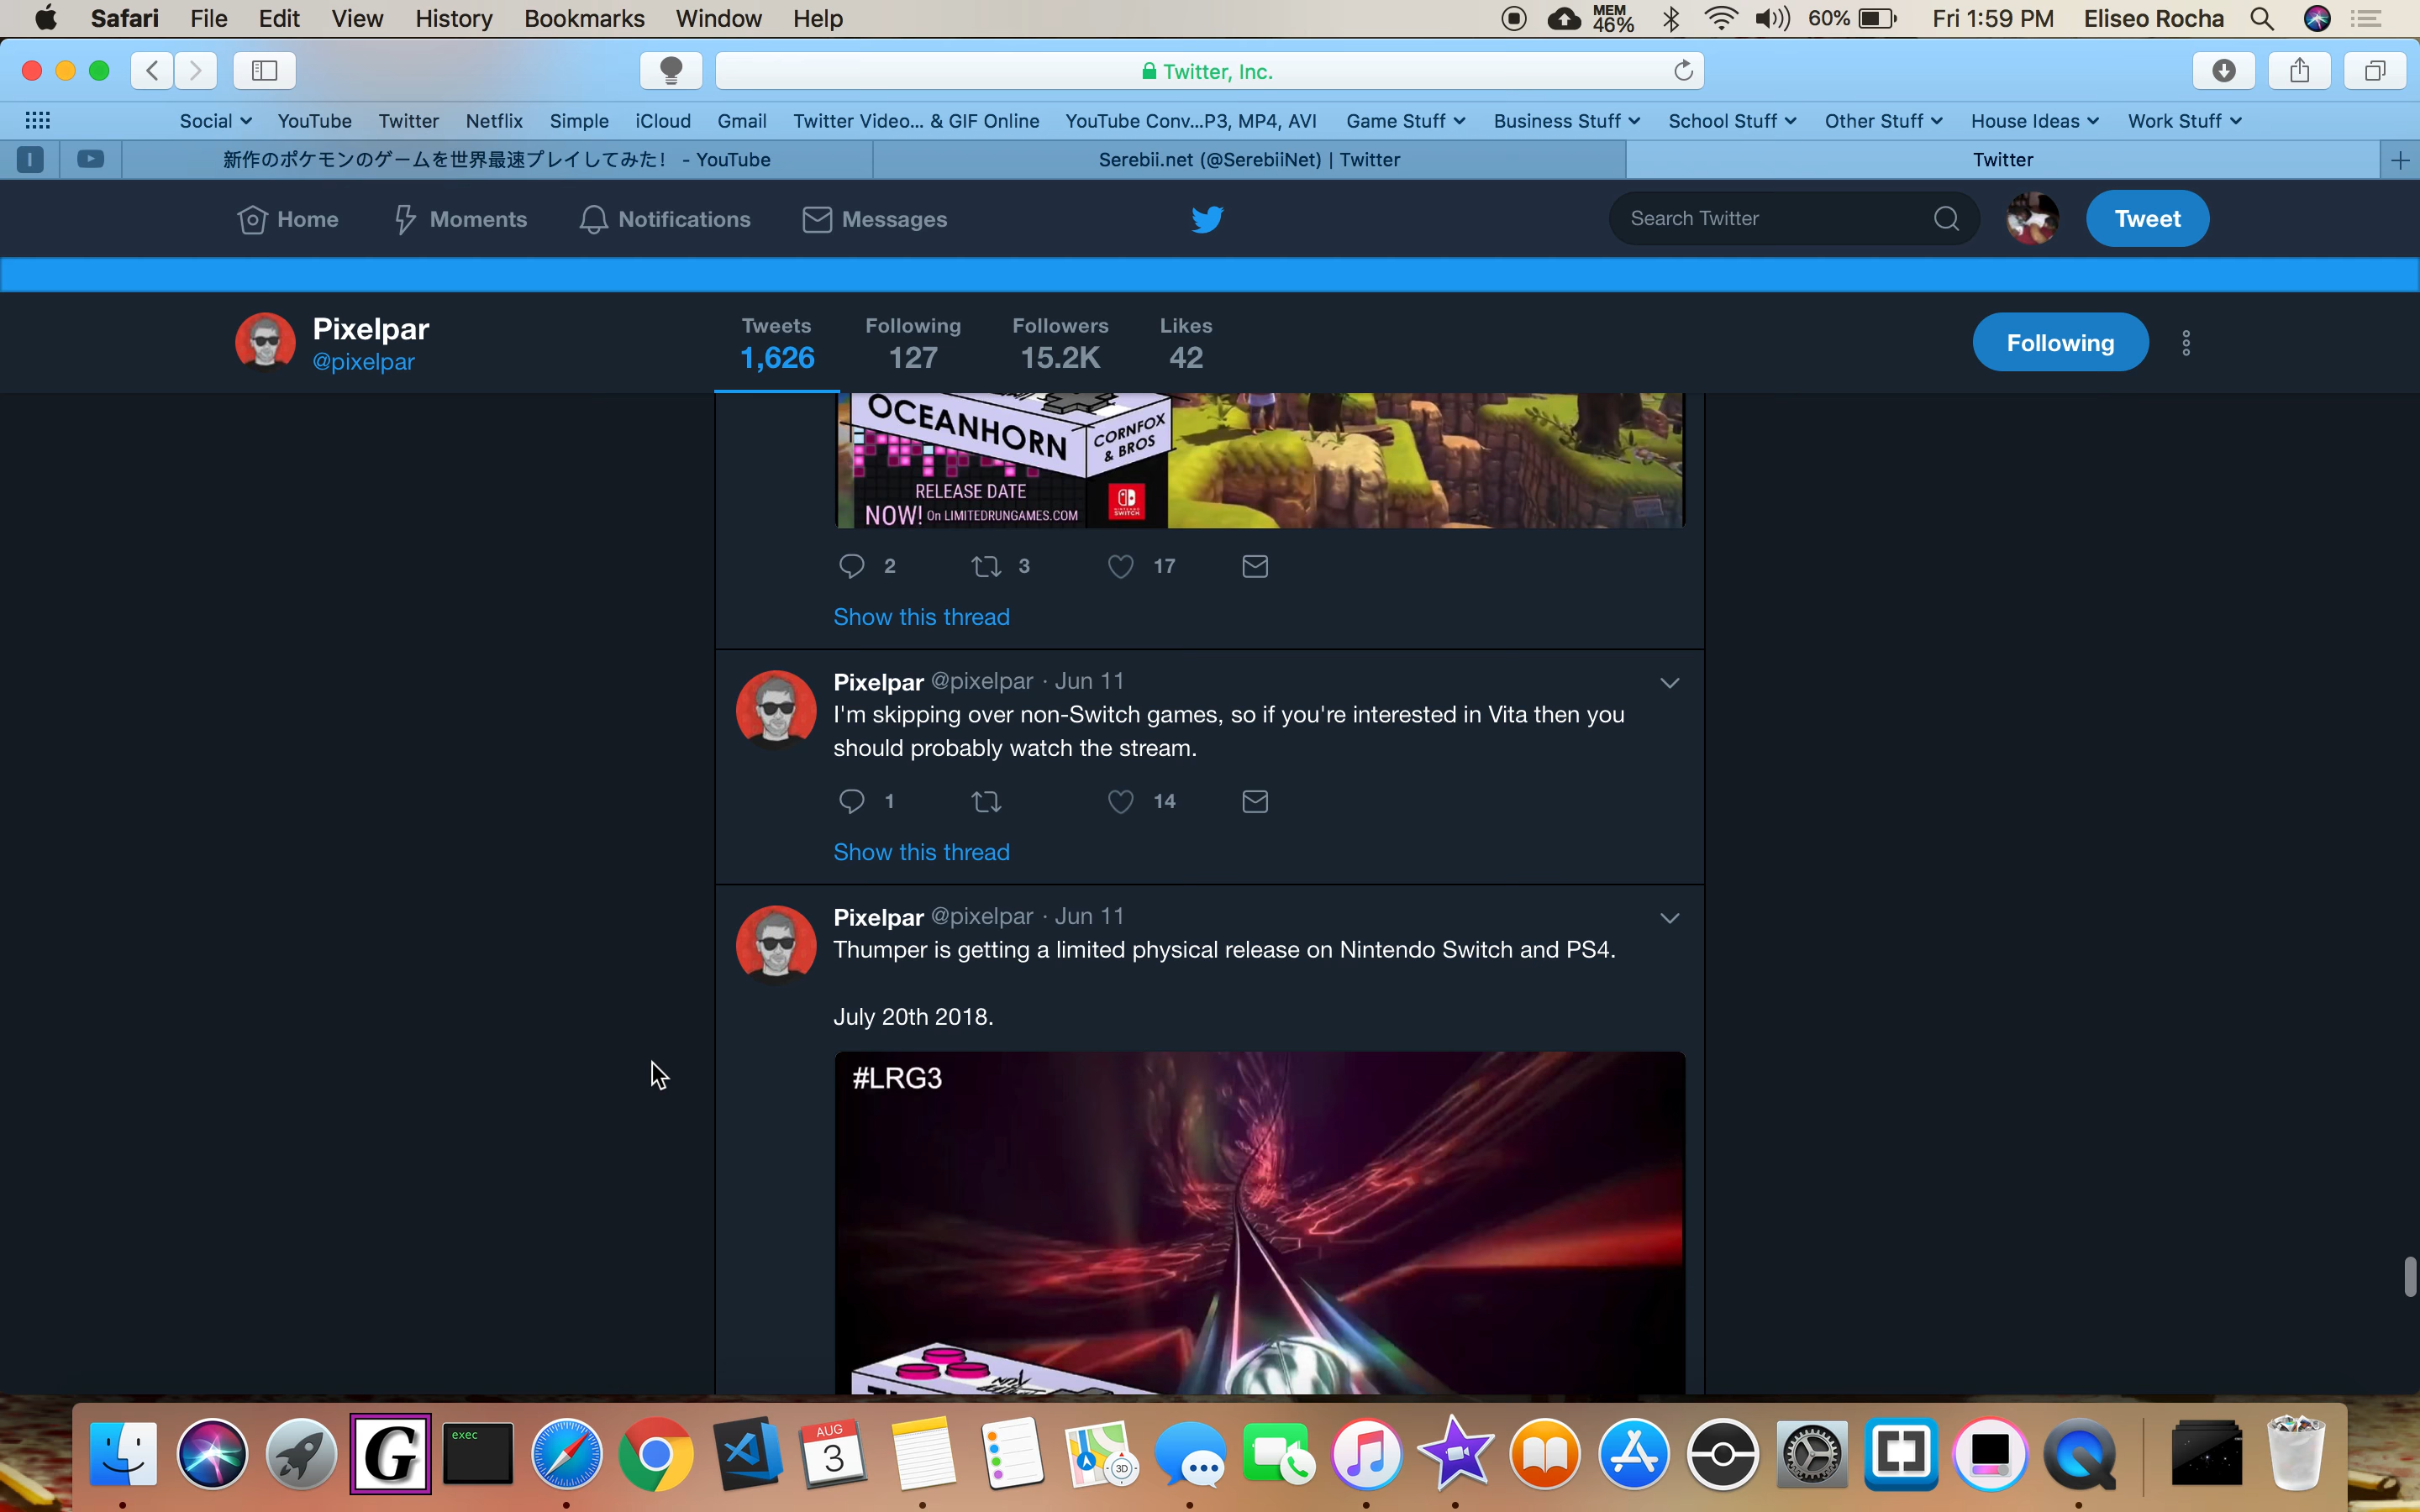 Safari File Edit View History Bookmarks Window Help MEM 46% 60% Fri 1:59 PM Eliseo Rocha
Twitter, Inc.
Social YouTube Twitter Netflix Simple iCloud Gmail Twitter Video... & GIF Online YouTube Conv...P3, MP4, AVI Game Stuff Business Stuff School Stuff Other Stuff House Ideas Work Stuff
I 新作のポケモンのゲームを世界最速プレイしてみた! - YouTube Serebii.net (@SerebiiNet) | Twitter Twitter
Home Moments Notifications Messages Search Twitter Tweet
Pixelpar
@pixelpar
Tweets Following Followers Likes
1,626 127 15.2K 42
Following
OCEANHORN
CORNFOX
& BROS
RELEASE DATE
NOW! On LIMITEDRUNGAMES.COM
NINTENDO
SWITCH
2 3 17
Show this thread
Pixelpar @pixelpar · Jun 11
I'm skipping over non-Switch games, so if you're interested in Vita then you
should probably watch the stream.
1 14
Show this thread
Pixelpar @pixelpar · Jun 11
Thumper is getting a limited physical release on Nintendo Switch and PS4.
July 20th 2018.
#LRG3
G
exec
AUG
3
3D